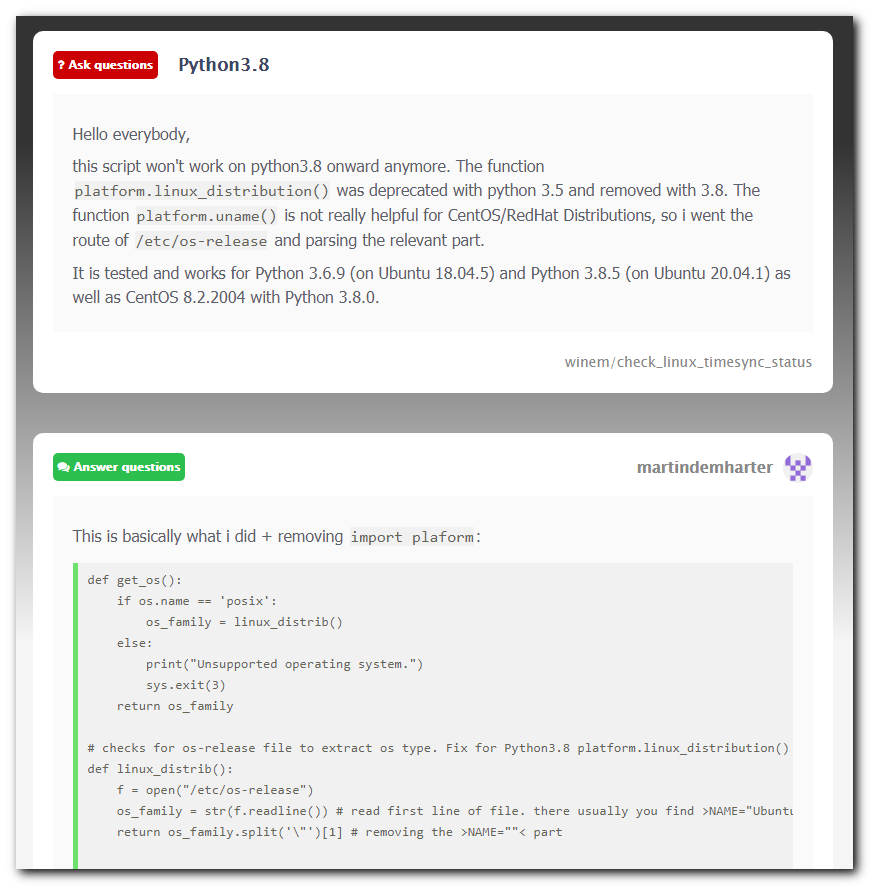 ? Ask questions Python3.8
Hello everybody,
this script won't work on python3.8 onward anymore. The function
platform.linux_distribution() was deprecated with python 3.5 and removed with 3.8. The
function platform.uname() is not really helpful for CentOS/RedHat Distributions, so i went the
route of /etc/os-release and parsing the relevant part.
It is tested and works for Python 3.6.9 (on Ubuntu 18.04.5) and Python 3.8.5 (on Ubuntu 20.04.1) as
well as CentOS 8.2.2004 with Python 3.8.0.
winem/check_linux_timesync_status
Answer questions martindemharter
This is basically what i did + removing import plaform:
def get_os():
    if os.name == 'posix':
        os_family = linux_distrib()
    else:
        print("Unsupported operating system.")
        sys.exit(3)
    return os_family
# checks for os-release file to extract os type. Fix for Python3.8 platform.linux_distribution()
def linux_distrib():
    f = open("/etc/os-release")
    os_family = str(f.readline()) # read first line of file. there usually you find >NAME="Ubuntu
    return os_family.split('\"')[1] # removing the >NAME=""< part